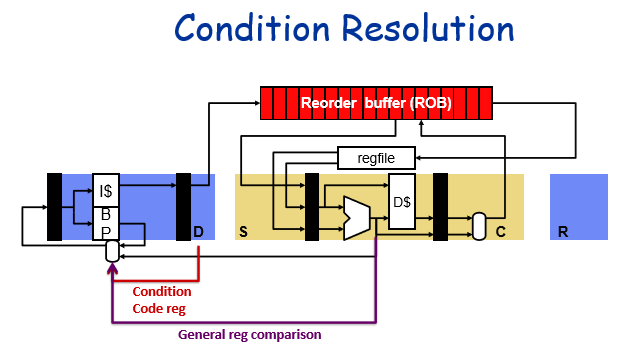 Condition Resolution
Reorder buffer (ROB)
regfile
I$
B
P
D
S
D$
C
R
Condition
Code reg
General reg comparison